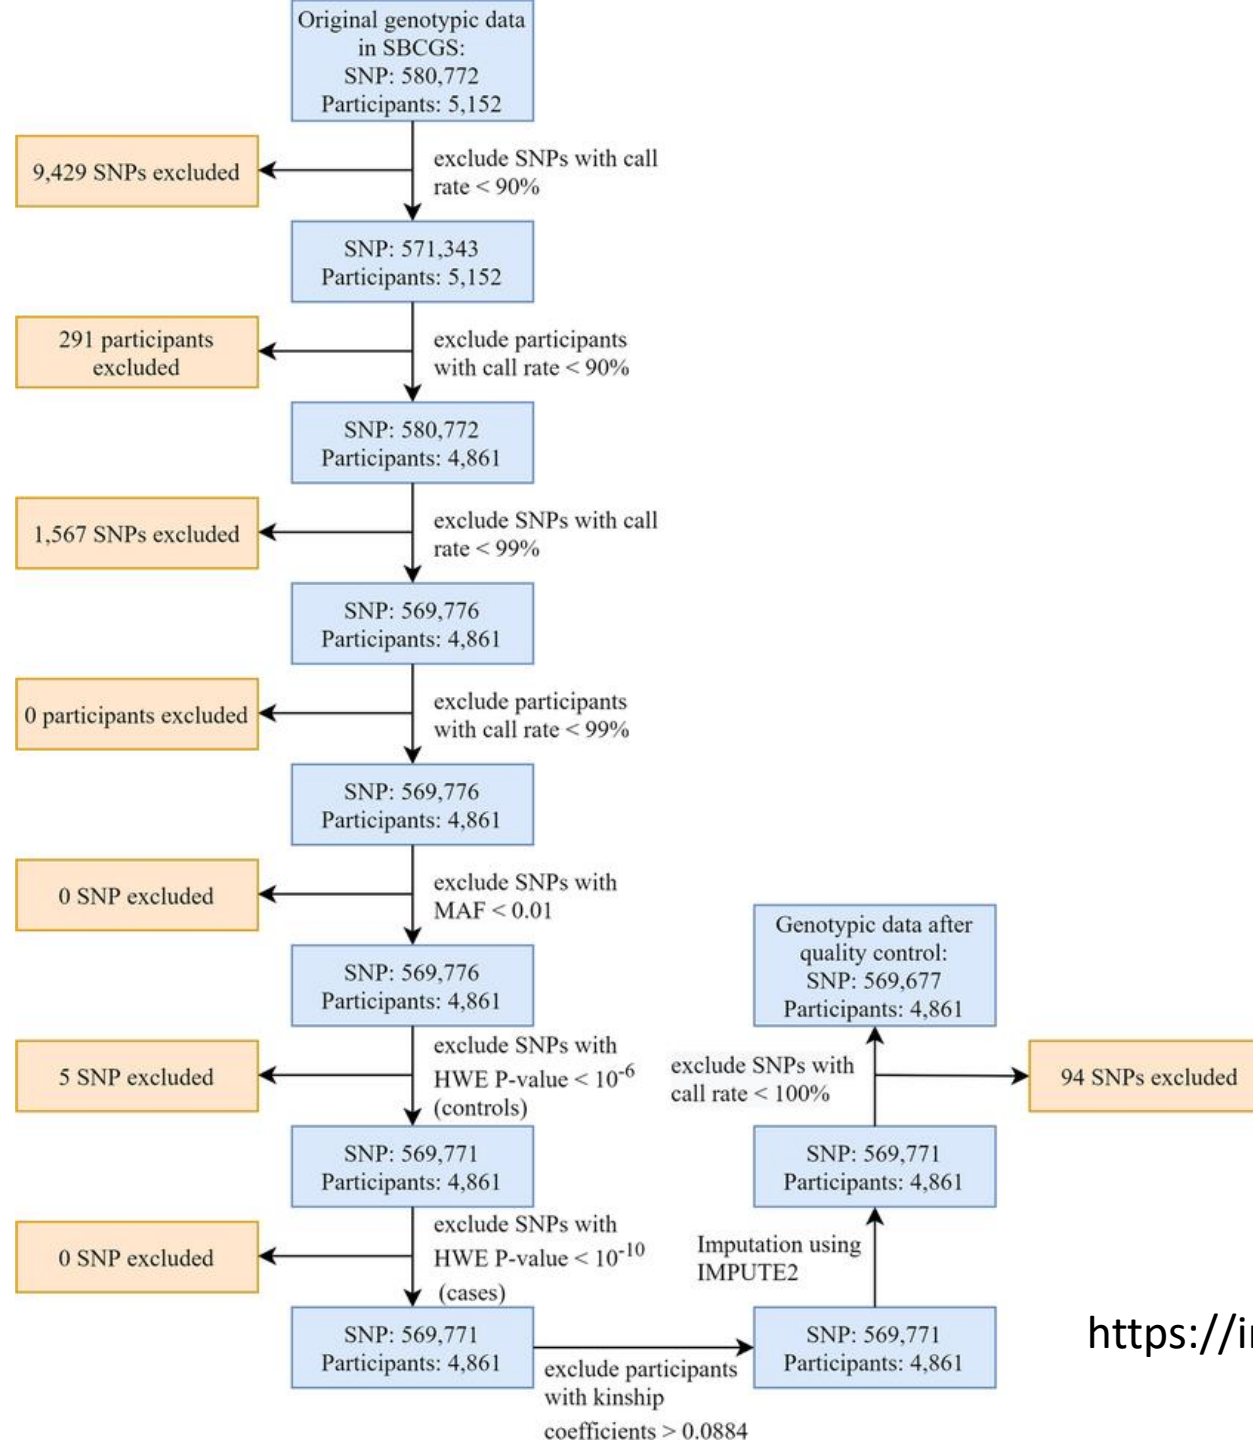 Original genotypic data
in SBCGS:
SNP: 580,772
Participants: 5,152
9,429 SNPs excluded
exclude SNPs with call
rate < 90%
SNP: 571,343
Participants: 5,152
291 participants
excluded
exclude participants
with call rate < 90%
SNP: 580,772
Participants: 4,861
1,567 SNPs excluded
exclude SNPs with call
rate < 99%
SNP: 569,776
Participants: 4,861
0 participants excluded
exclude participants
with call rate < 99%
SNP: 569,776
Participants: 4,861
0 SNP excluded
exclude SNPs with
MAF < 0.01
SNP: 569,776
Participants: 4,861
5 SNP excluded
exclude SNPs with
HWE P-value < 10⁻⁶
(controls)
SNP: 569,771
Participants: 4,861
0 SNP excluded
exclude SNPs with
HWE P-value < 10⁻¹⁰
(cases)
SNP: 569,771
Participants: 4,861
exclude participants
with kinship
coefficients > 0.0884
SNP: 569,771
Participants: 4,861
Imputation using
IMPUTE2
SNP: 569,771
Participants: 4,861
exclude SNPs with
call rate < 100%
94 SNPs excluded
Genotypic data after
quality control:
SNP: 569,677
Participants: 4,861
https://i